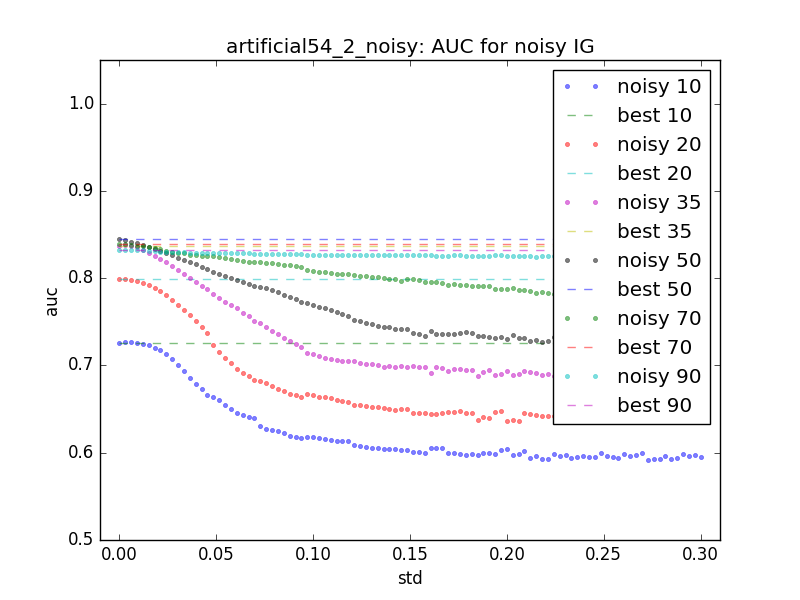 artificial54_2_noisy: AUC for noisy IG
noisy 10
best 10
noisy 20
best 20
noisy 35
best 35
noisy 50
best 50
noisy 70
best 70
noisy 90
best 90
auc
1.0
0.9
0.8
0.7
0.6
0.5
0.00 0.05 0.10 0.15 0.20 0.25 0.30
std